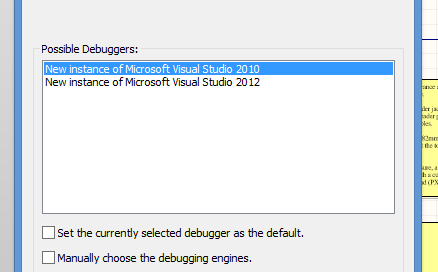 Possible Debuggers:
New instance of Microsoft Visual Studio 2010
New instance of Microsoft Visual Studio 2012
Set the currently selected debugger as the default.
Manually choose the debugging engines.